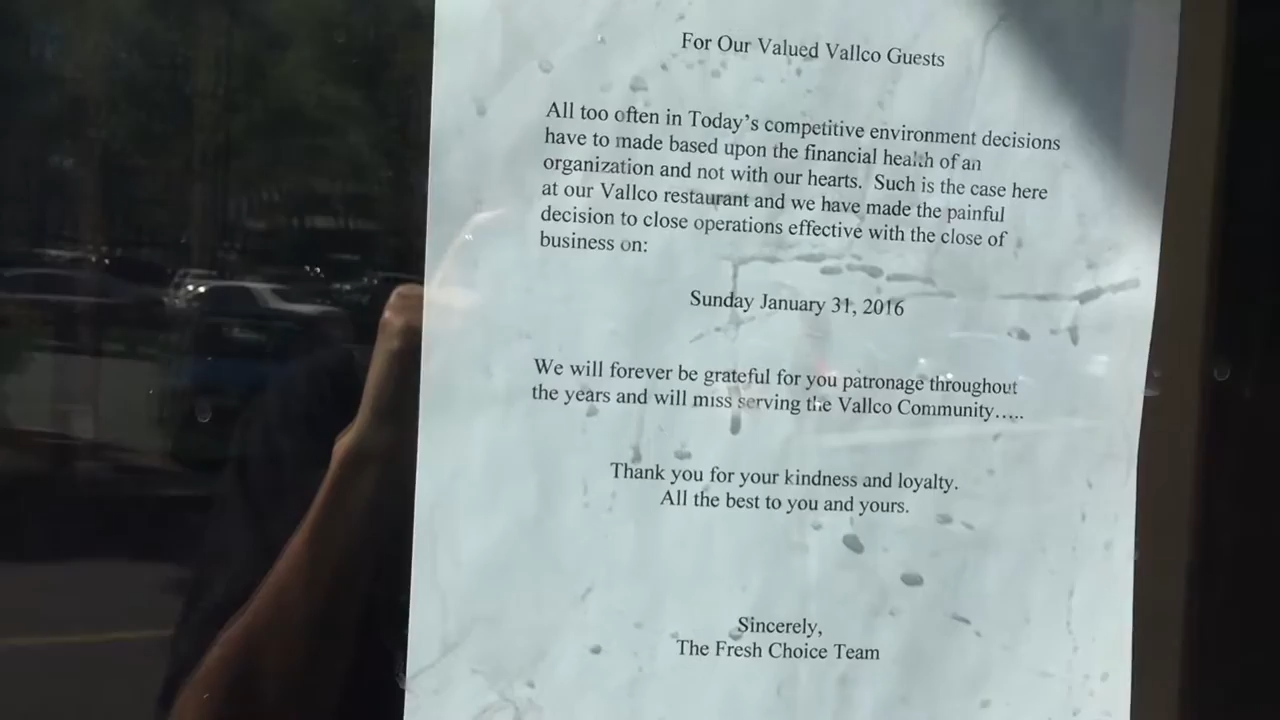 For Our Valued Vallco Guests
All too often in Today's competitive environment decisions
have to made based upon the financial health of an
organization and not with our hearts. Such is the case here
at our Vallco restaurant and we have made the painful
decision to close operations effective with the close of
business on:
Sunday January 31, 2016
We will forever be grateful for you patronage throughout
the years and will miss serving the Vallco Community…..
Thank you for your kindness and loyalty.
All the best to you and yours.
Sincerely,
The Fresh Choice Team